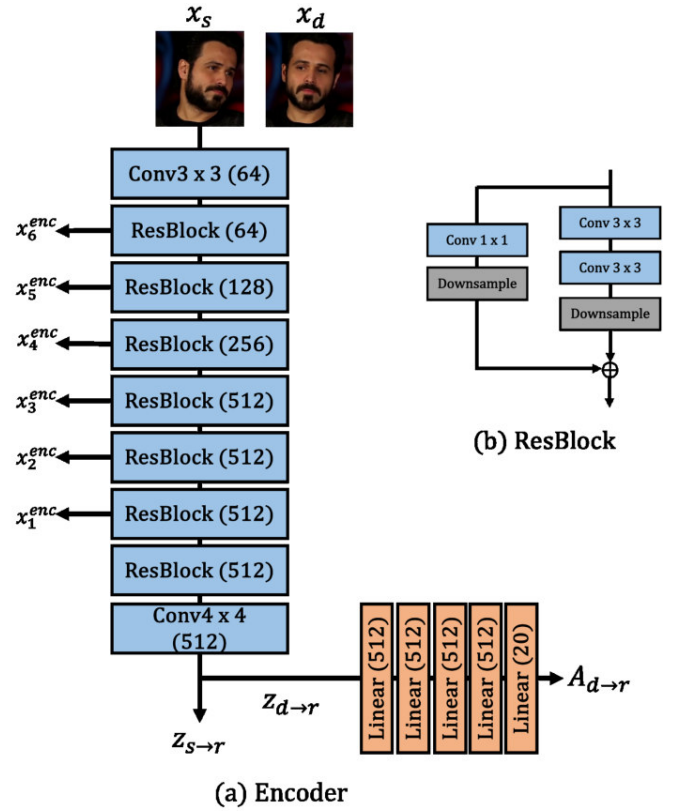 x_s x_d
Conv3 x 3 (64)
x_6^{enc} ResBlock (64)
x_5^{enc} ResBlock (128)
x_4^{enc} ResBlock (256)
x_3^{enc} ResBlock (512)
x_2^{enc} ResBlock (512)
x_1^{enc} ResBlock (512)
ResBlock (512)
Conv4 x 4
(512)
z_{s→r}
z_{d→r}
Linear (512)
Linear (512)
Linear (512)
Linear (512)
Linear (20)
A_{d→r}
(a) Encoder
Conv 1 x 1
Downsample
Conv 3 x 3
Conv 3 x 3
Downsample
(b) ResBlock